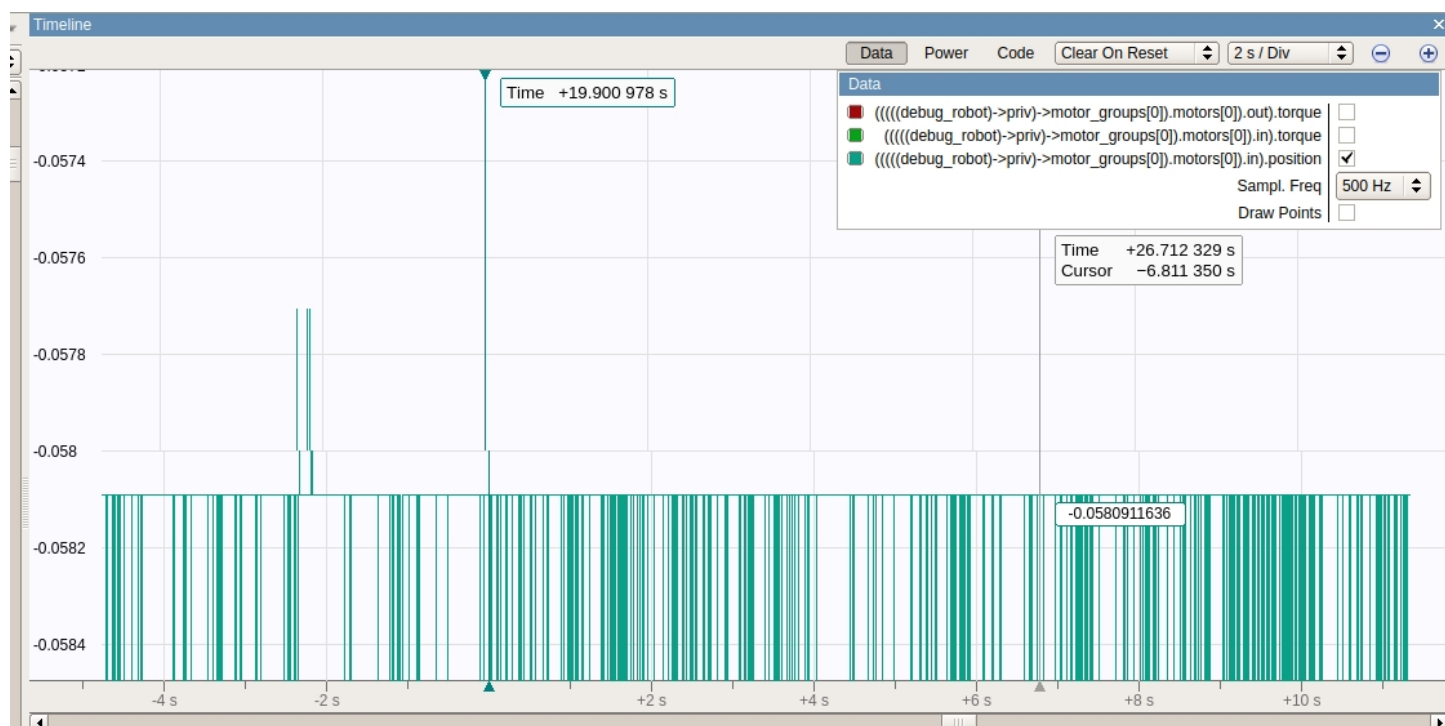 Timeline
Data Power Code Clear On Reset 2 s / Div
Time +19.900 978 s
Data
(((((debug_robot)->priv)->motor_groups[0]).motors[0]).out).torque
(((((debug_robot)->priv)->motor_groups[0]).motors[0]).in).torque
(((((debug_robot)->priv)->motor_groups[0]).motors[0]).in).position
Sampl. Freq 500 Hz
Draw Points
-0.0574
-0.0576
Time +26.712 329 s
Cursor −6.811 350 s
-0.0578
-0.058
-0.0580911636
-0.0582
-0.0584
-4 s -2 s +2 s +4 s +6 s +8 s +10 s